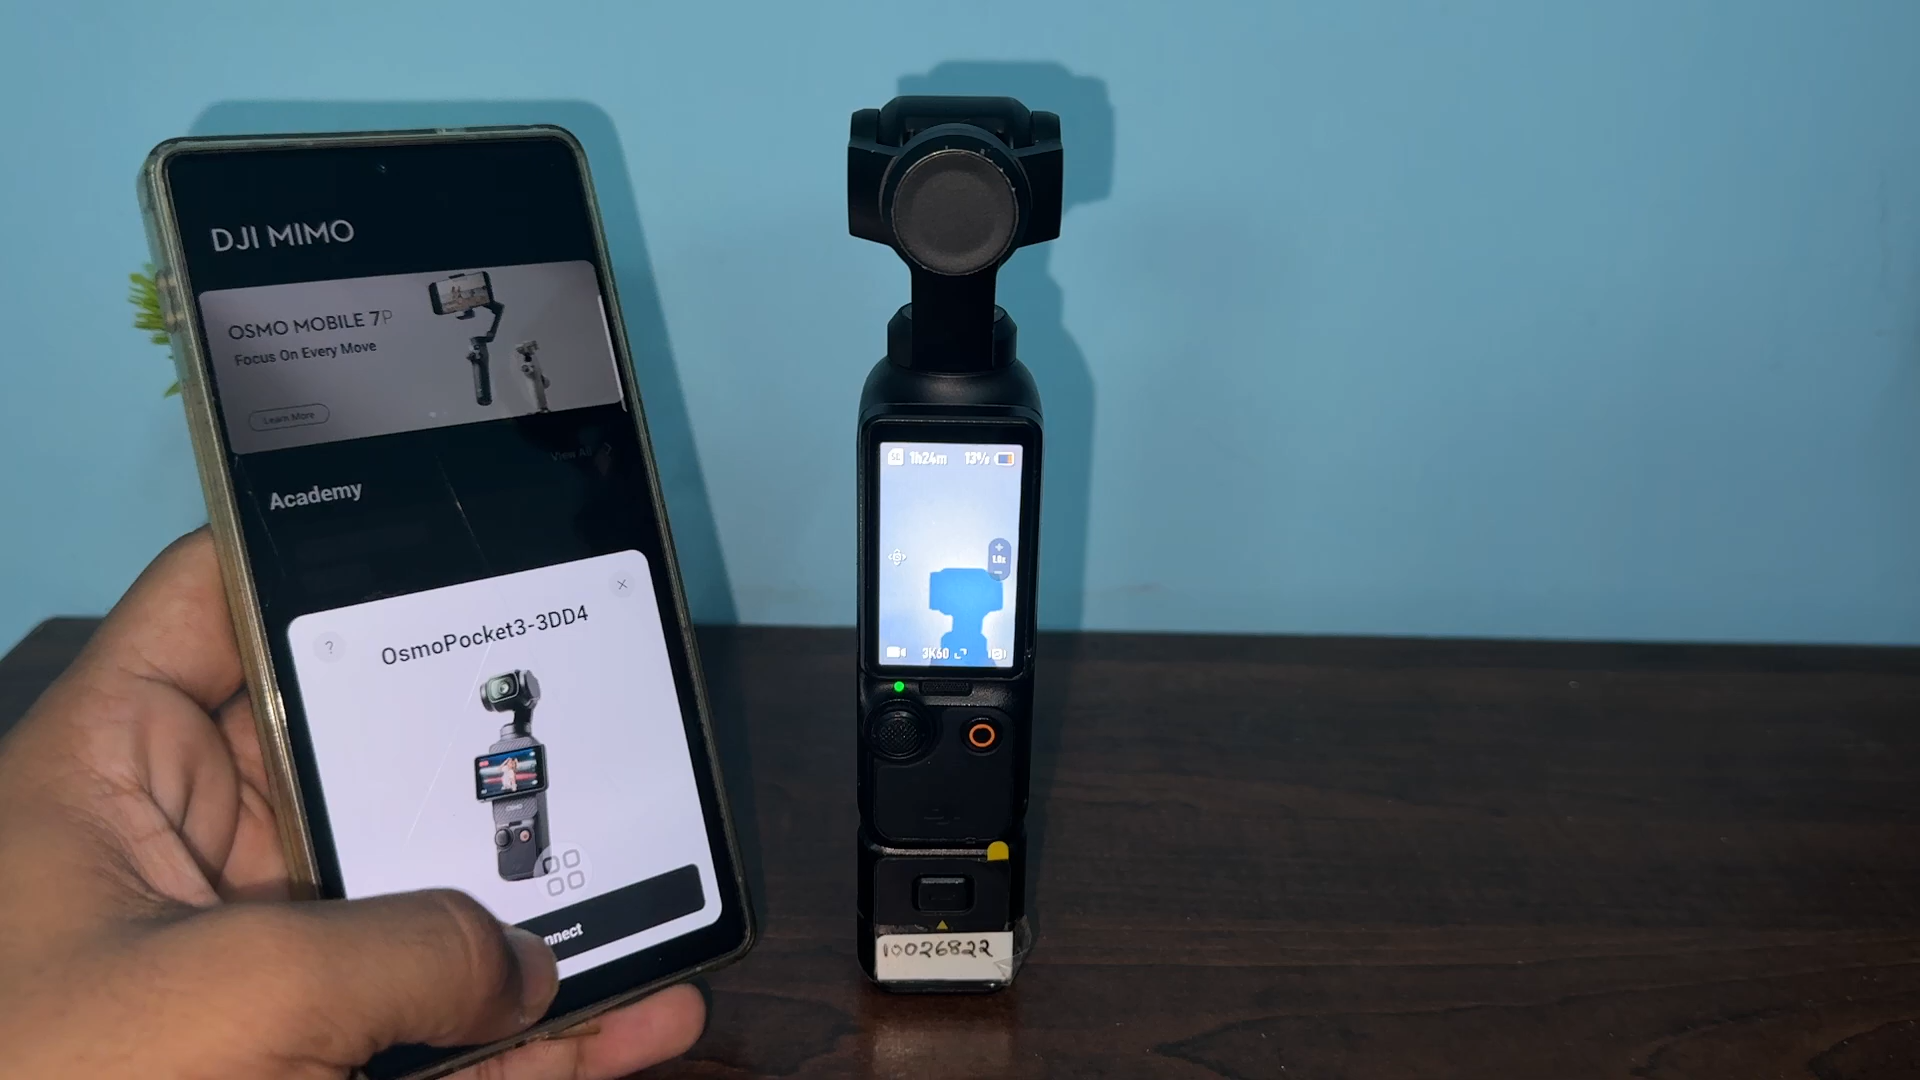 DJI MIMO
OSMO MOBILE 7P
Focus On Every Move
Learn More
View All
Academy
?
OsmoPocket3-3DD4
nnect
1h24m 13%
1.0x
3K60
10026822